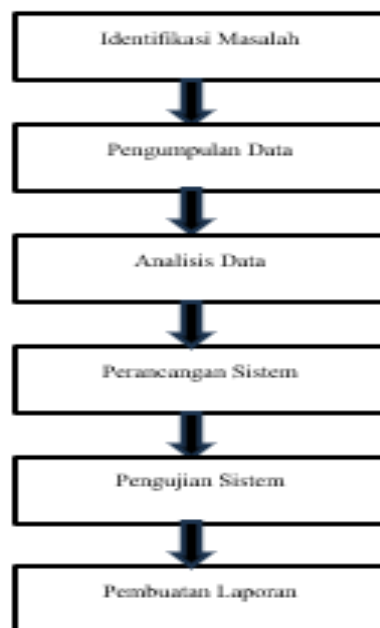 Identifikasi Masalah
Pengumpulan Data
Analisis Data
Perancangan Sistem
Pengujian Sistem
Pembuatan Laporan